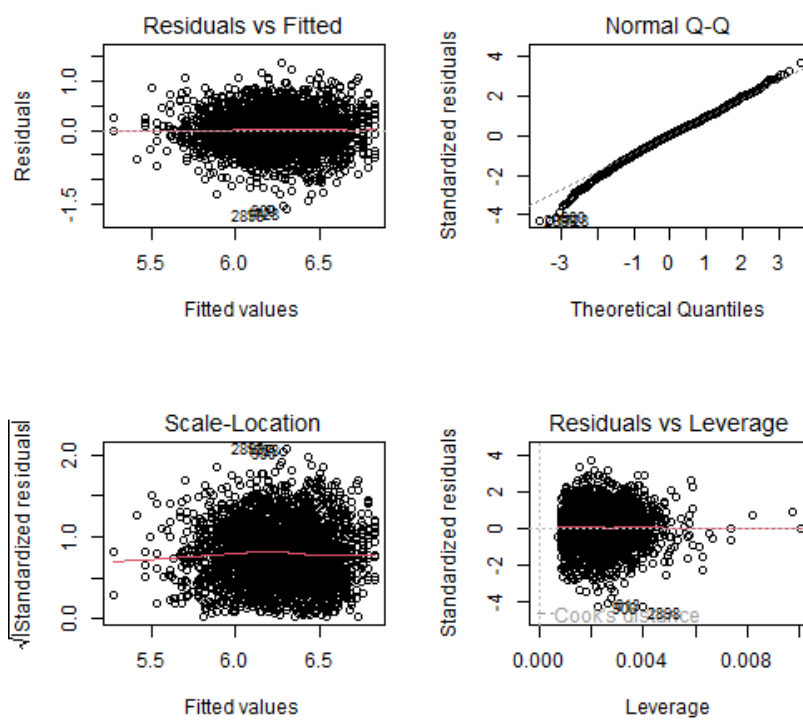 Residuals vs Fitted
Residuals
1.0
0.0
-1.5
5.5 6.0 6.5
Fitted values
Normal Q-Q
Standardized residuals
4
2
0
-2
-4
-3 -1 0 1 2 3
Theoretical Quantiles
Scale-Location
√|Standardized residuals|
2.0
1.0
0.0
5.5 6.0 6.5
Fitted values
Residuals vs Leverage
Standardized residuals
4
2
0
-2
-4
2898
Cook's distance
0.000 0.004 0.008
Leverage